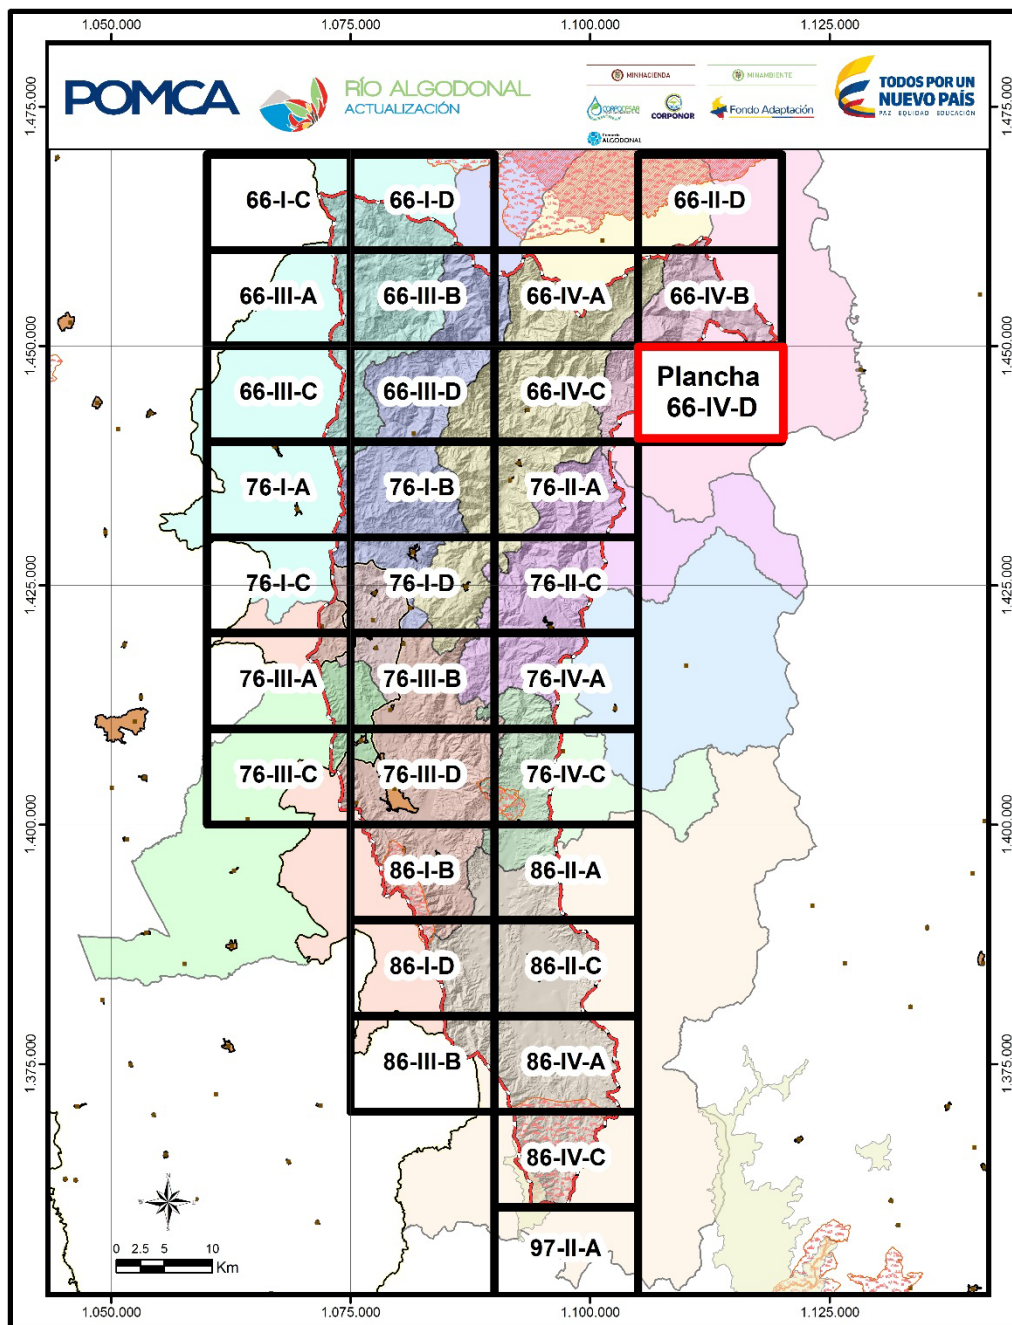 1.050.000
1.075.000
1.100.000
1.125.000
1.475.000
1.475.000
POMCA
RÍO ALGODONAL
ACTUALIZACIÓN
MINHACIENDA
MINAMBIENTE
CORPONOR
Fondo Adaptación
ALGODONAL
TODOS POR UN
NUEVO PAÍS
PAZ EQUIDAD EDUCACIÓN
66-I-C
66-I-D
66-II-D
66-III-A
66-III-B
66-IV-A
66-IV-B
1.450.000
1.450.000
66-III-C
66-III-D
66-IV-C
Plancha
66-IV-D
76-I-A
76-I-B
76-II-A
76-I-C
76-I-D
76-II-C
1.425.000
1.425.000
76-III-A
76-III-B
76-IV-A
76-III-C
76-III-D
76-IV-C
1.400.000
1.400.000
86-I-B
86-II-A
86-I-D
86-II-C
86-III-B
86-IV-A
1.375.000
1.375.000
86-IV-C
97-II-A
0 2.5 5 10
Km
1.050.000
1.075.000
1.100.000
1.125.000